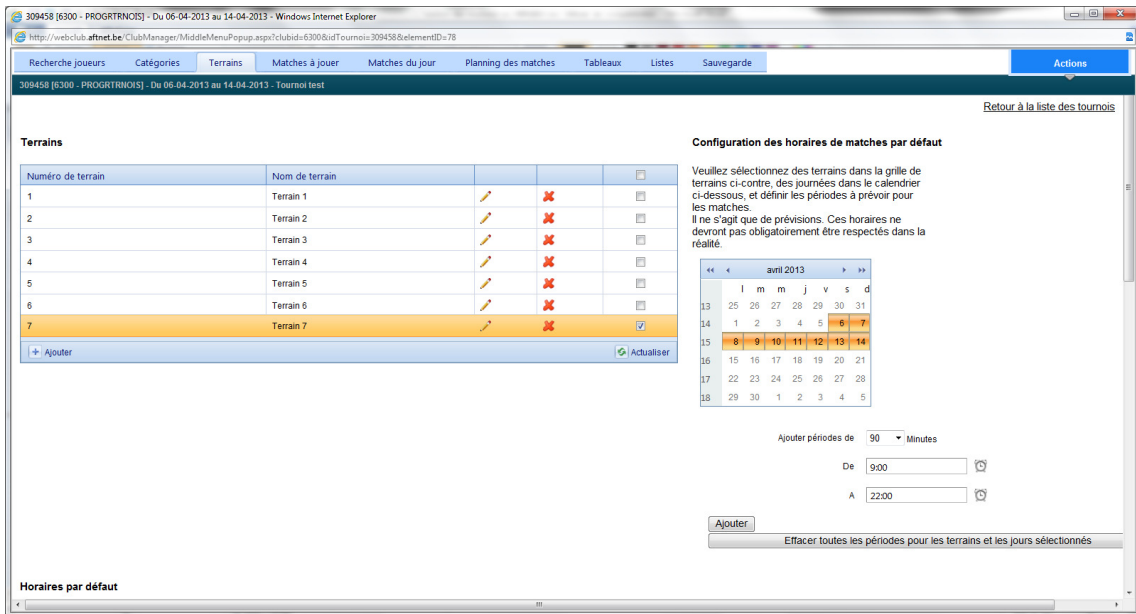 309458 [6300 - PROGRTRNOIS] - Du 06-04-2013 au 14-04-2013 - Windows Internet Explorer
http://webclub.aftnet.be/ClubManager/MiddleMenuPopup.aspx?clubid=6300&idTournoi=309458&elementID=78
Recherche joueurs Catégories Terrains Matches à jouer Matches du jour Planning des matches Tableaux Listes Sauvegarde Actions
309458 [6300 - PROGRTRNOIS] - Du 06-04-2013 au 14-04-2013 - Tournoi test
Retour à la liste des tournois
Terrains
Numéro de terrain Nom de terrain
1 Terrain 1
2 Terrain 2
3 Terrain 3
4 Terrain 4
5 Terrain 5
6 Terrain 6
7 Terrain 7
Ajouter Actualiser
Configuration des horaires de matches par défaut
Veuillez sélectionnez des terrains dans la grille de
terrains ci-contre, des journées dans le calendrier
ci-dessous, et définir les périodes à prévoir pour
les matches.
Il ne s'agit que de prévisions. Ces horaires ne
devront pas obligatoirement être respectés dans la
réalité.
avril 2013
l m m j v s d
13 25 26 27 28 29 30 31
14 1 2 3 4 5 6 7
15 8 9 10 11 12 13 14
16 15 16 17 18 19 20 21
17 22 23 24 25 26 27 28
18 29 30 1 2 3 4 5
Ajouter périodes de 90 Minutes
De 9:00
A 22:00
Ajouter
Effacer toutes les périodes pour les terrains et les jours sélectionnés
Horaires par défaut